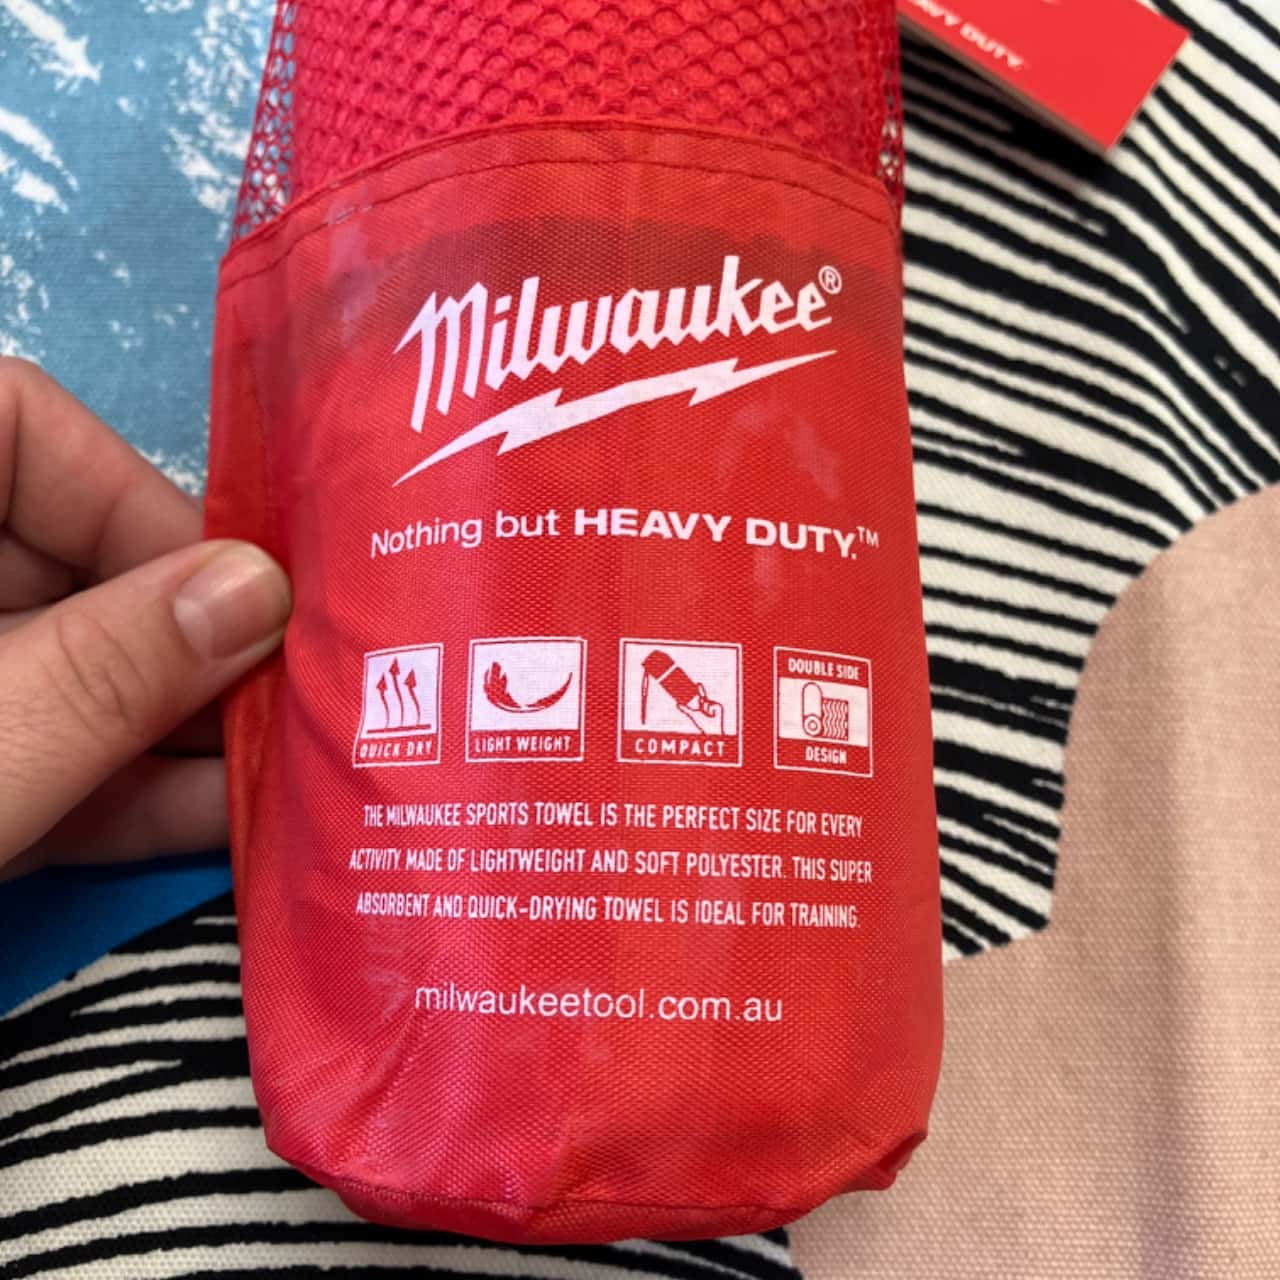 HEAVY DUTY.
Milwaukee®
Nothing but HEAVY DUTY.™
QUICK DRY
LIGHT WEIGHT
COMPACT
DOUBLE SIDE
DESIGN
THE MILWAUKEE SPORTS TOWEL IS THE PERFECT SIZE FOR EVERY
ACTIVITY. MADE OF LIGHTWEIGHT AND SOFT POLYESTER. THIS SUPER
ABSORBENT AND QUICK-DRYING TOWEL IS IDEAL FOR TRAINING.
milwaukeetool.com.au